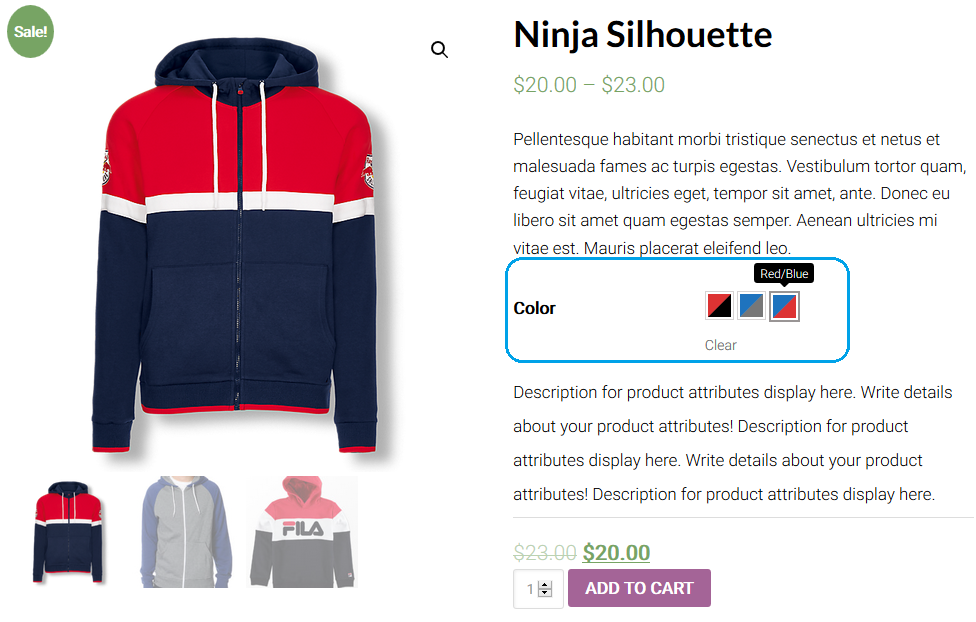 Sale!
Ninja Silhouette
$20.00 – $23.00
Pellentesque habitant morbi tristique senectus et netus et
malesuada fames ac turpis egestas. Vestibulum tortor quam,
feugiat vitae, ultricies eget, tempor sit amet, ante. Donec eu
libero sit amet quam egestas semper. Aenean ultricies mi
vitae est. Mauris placerat eleifend leo.
Red/Blue
Color
Clear
Description for product attributes display here. Write details
about your product attributes! Description for product
attributes display here. Write details about your product
attributes! Description for product attributes display here.
FILA
$23.00 $20.00
1
ADD TO CART